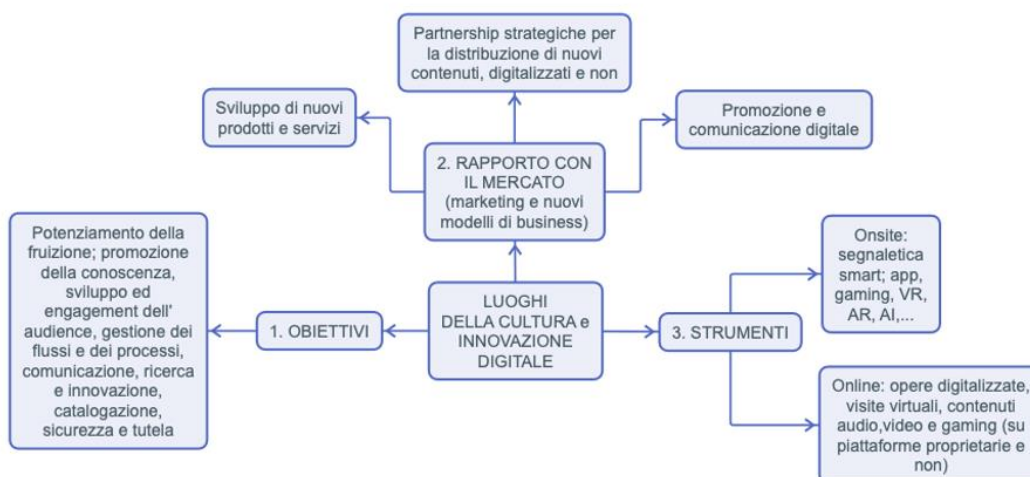 Partnership strategiche per
la distribuzione di nuovi
contenuti, digitalizzati e non
Sviluppo di nuovi
prodotti e servizi
Promozione e
comunicazione digitale
2. RAPPORTO CON
IL MERCATO
(marketing e nuovi
modelli di business)
Potenziamento della
fruizione; promozione
della conoscenza,
sviluppo ed
engagement dell'
audience, gestione dei
flussi e dei processi,
comunicazione, ricerca
e innovazione,
catalogazione,
sicurezza e tutela
1. OBIETTIVI
LUOGHI
DELLA CULTURA e
INNOVAZIONE
DIGITALE
3. STRUMENTI
Onsite:
segnaletica
smart; app,
gaming, VR,
AR, AI,...
Online: opere digitalizzate,
visite virtuali, contenuti
audio,video e gaming (su
piattaforme proprietarie e
non)